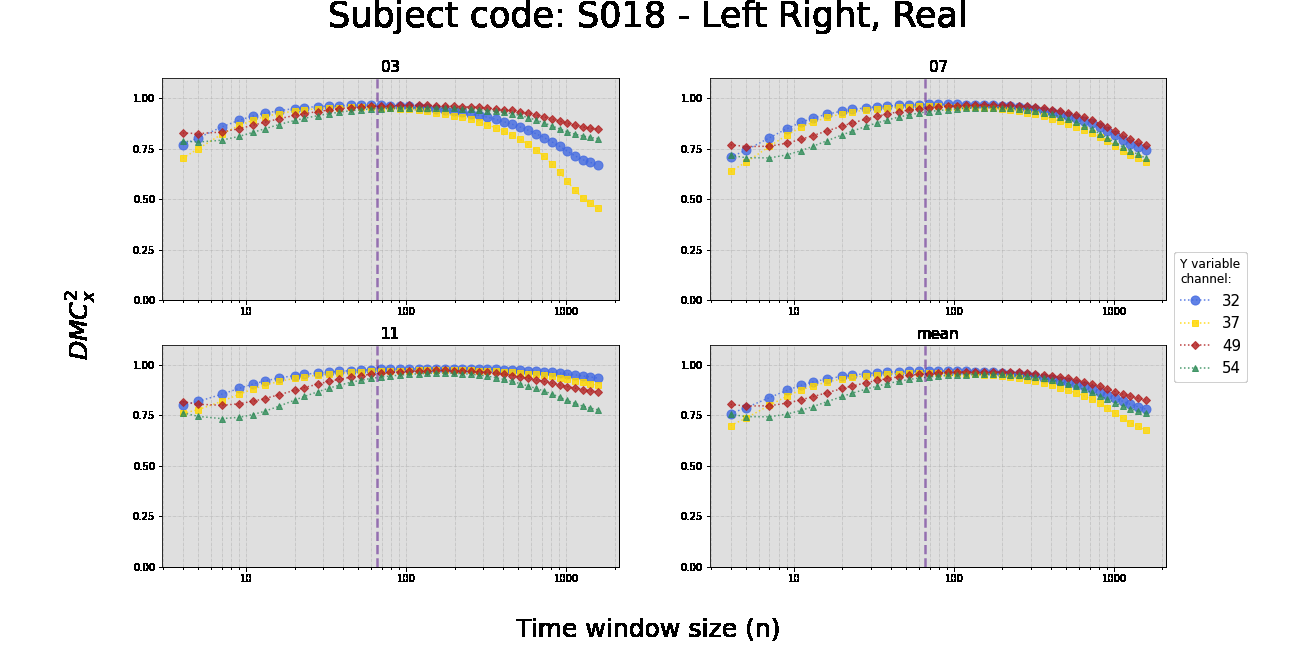 Subject code: S018 - Left Right, Real
03
1.00
0.75
0.50
0.25
0.00
10 100 1000
07
1.00
0.75
0.50
0.25
0.00
10 100 1000
11
1.00
0.75
0.50
0.25
0.00
10 100 1000
mean
1.00
0.75
0.50
0.25
0.00
10 100 1000
DMC²ₓ
Time window size (n)
Y variable
channel:
32
37
49
54